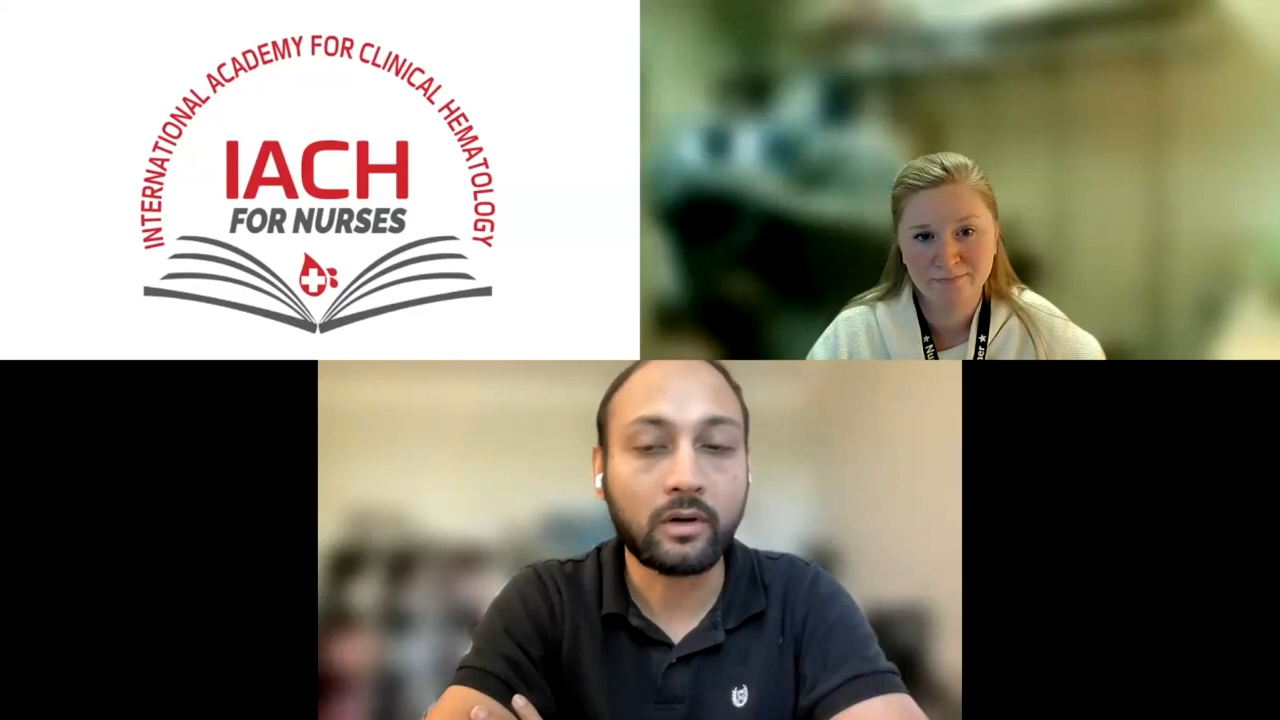 INTERNATIONAL ACADEMY FOR CLINICAL HEMATOLOGY
IACH
FOR NURSES